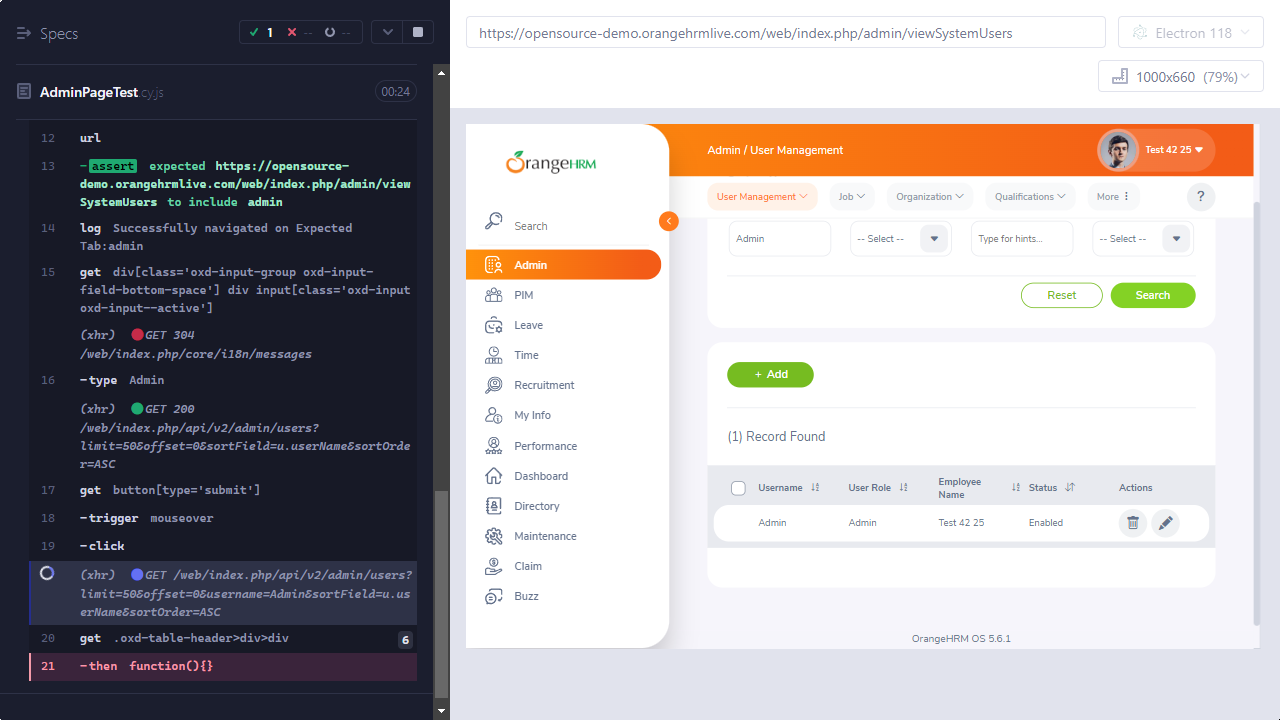 Specs
1
--
--
AdminPageTest.cy.js
00:24
12 url
13 -assert expected https://opensource-
demo.orangehrmlive.com/web/index.php/admin/view
SystemUsers to include admin
14 log Successfully navigated on Expected
Tab:admin
15 get div[class='oxd-input-group oxd-input-
field-bottom-space'] div input[class='oxd-input
oxd-input--active']
(xhr) GET 304
/web/index.php/core/i18n/messages
16 -type Admin
(xhr) GET 200
/web/index.php/api/v2/admin/users?
limit=50&offset=0&sortField=u.userName&sortOrde
r=ASC
17 get button[type='submit']
18 -trigger mouseover
19 -click
(xhr) GET /web/index.php/api/v2/admin/users?
limit=50&offset=0&username=Admin&sortField=u.us
erName&sortOrder=ASC
20 get .oxd-table-header>div>div 6
21 -then function(){}
https://opensource-demo.orangehrmlive.com/web/index.php/admin/viewSystemUsers
Electron 118
1000x660 (79%)
OrangeHRM
Search
Admin
PIM
Leave
Time
Recruitment
My Info
Performance
Dashboard
Directory
Maintenance
Claim
Buzz
Admin / User Management
Test 42 25
User Management
Job
Organization
Qualifications
More
?
Admin
-- Select --
Type for hints...
-- Select --
Reset
Search
+ Add
(1) Record Found
Username
User Role
Employee
Name
Status
Actions
Admin
Admin
Test 42 25
Enabled
OrangeHRM OS 5.6.1